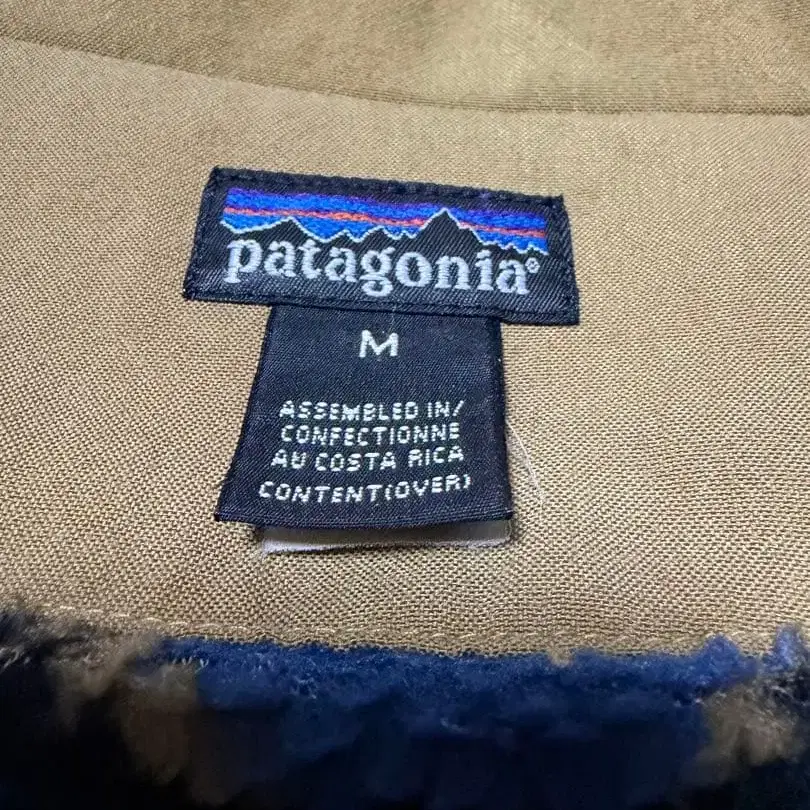 patagonia®
M
ASSEMBLED IN/
CONFECTIONNE
AU COSTA RICA
CONTENT(OVER)